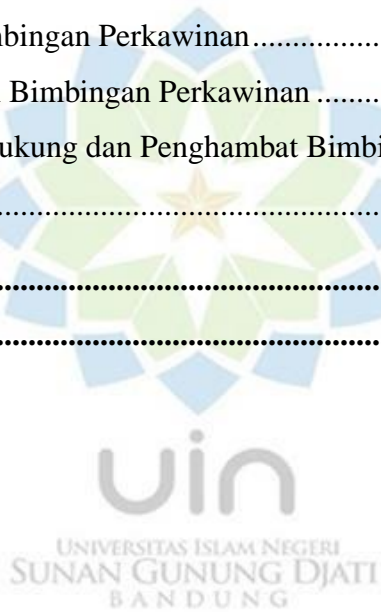 mbingan Perkawinan..................
Bimbingan Perkawinan .........
ukung dan Penghambat Bimbi
................................................
................................................
................................................
uin
UNIVERSITAS ISLAM NEGERI
SUNAN GUNUNG DJATI
BANDUNG